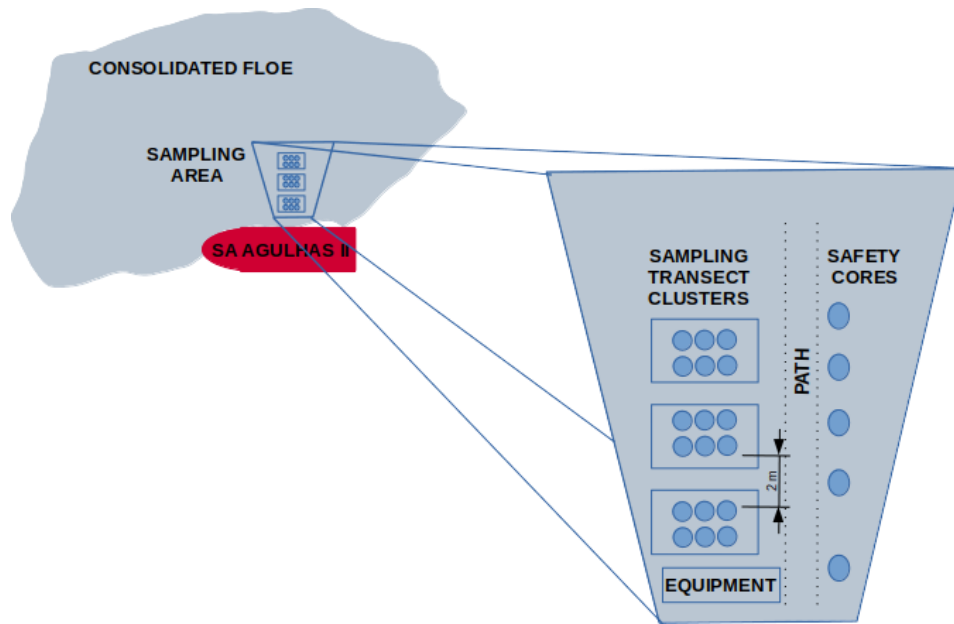 CONSOLIDATED FLOE
SAMPLING
AREA
SA AGULHAS II
SAMPLING
TRANSECT
CLUSTERS
SAFETY
CORES
PATH
2 m
EQUIPMENT